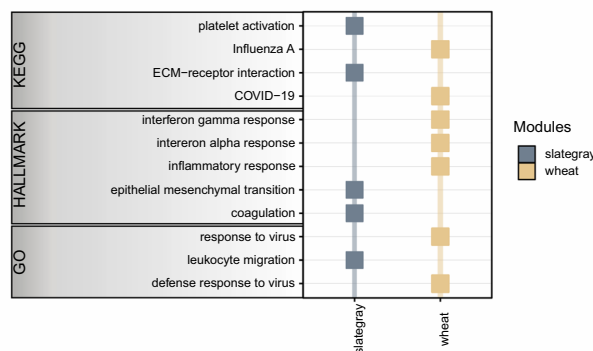 KEGG
platelet activation
Influenza A
ECM−receptor interaction
COVID−19
HALLMARK
interferon gamma response
intereron alpha response
inflammatory response
epithelial mesenchymal transition
coagulation
GO
response to virus
leukocyte migration
defense response to virus
slategray
wheat
Modules
slategray
wheat